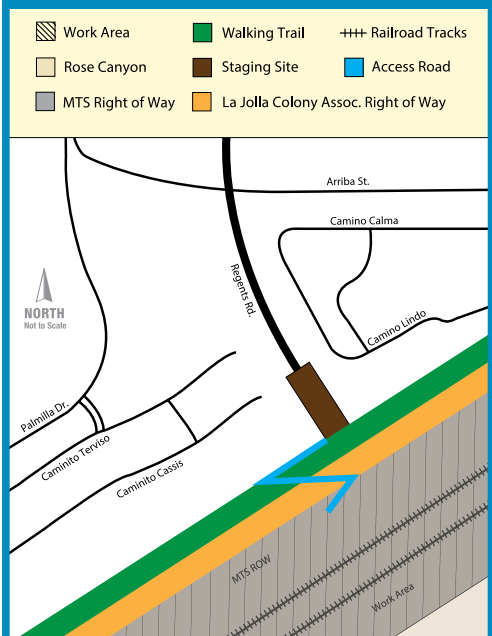 Work Area
Walking Trail
Railroad Tracks
Rose Canyon
Staging Site
Access Road
MTS Right of Way
La Jolla Colony Assoc. Right of Way
Arriba St.
Camino Calma
Regents Rd.
NORTH
Not to Scale
Camino Lindo
Palmilla Dr.
Caminito Terviso
Caminito Cassis
MTS ROW
Work Area